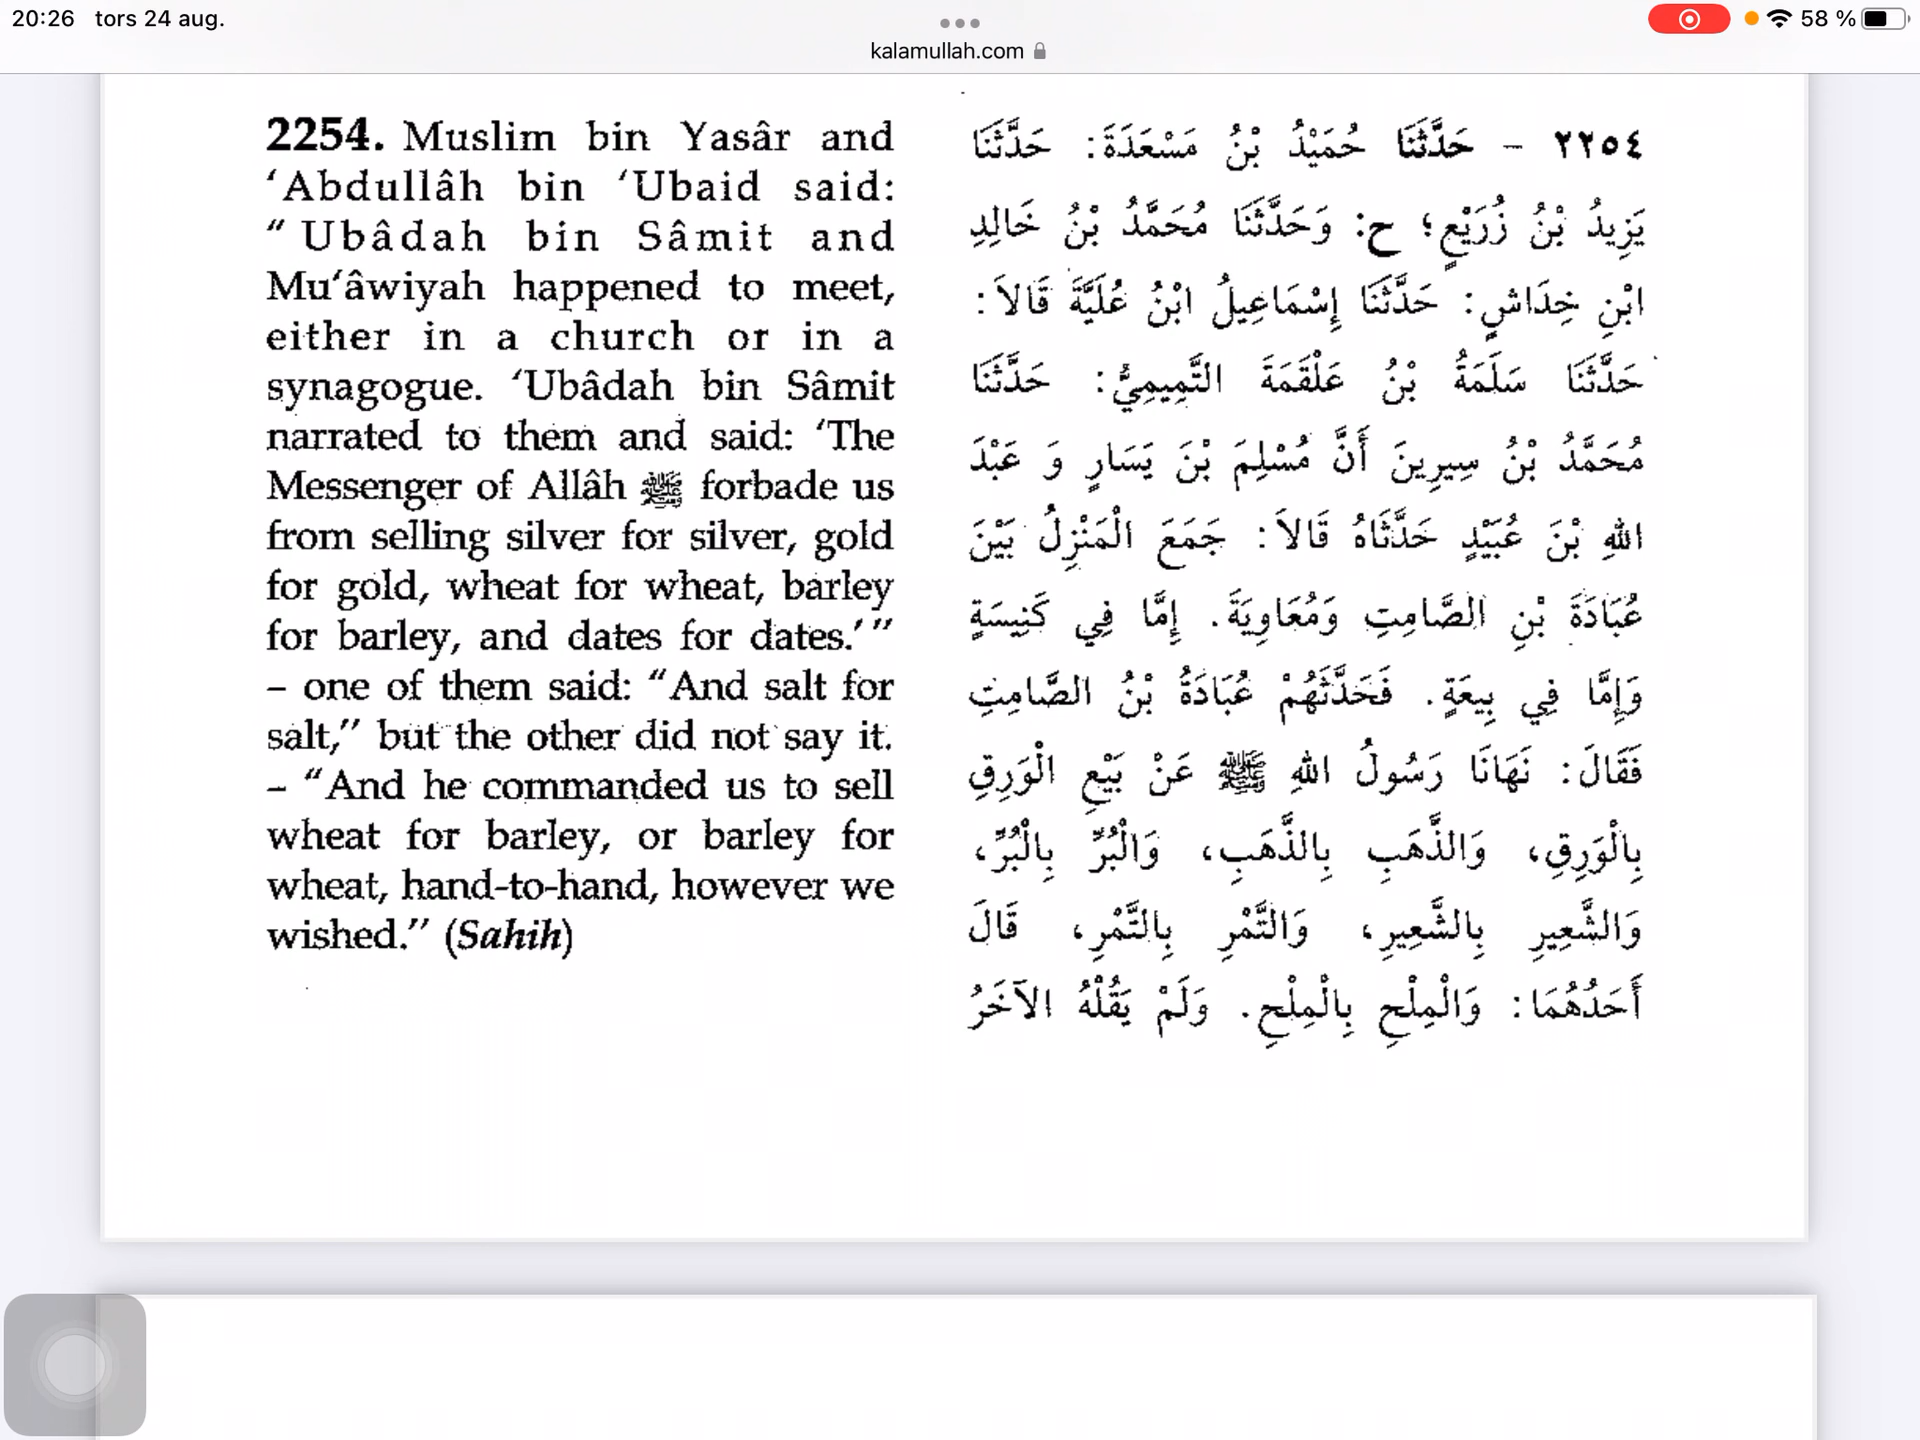 20:26 tors 24 aug.
58 %
kalamullah.com
2254. Muslim bin Yasâr and
‘Abdullâh bin ‘Ubaid said:
“Ubâdah bin Sâmit and
Mu‘âwiyah happened to meet,
either in a church or in a
synagogue. ‘Ubâdah bin Sâmit
narrated to them and said: ‘The
Messenger of Allâh ﷺ forbade us
from selling silver for silver, gold
for gold, wheat for wheat, barley
for barley, and dates for dates.’”
– one of them said: “And salt for
salt,” but the other did not say it.
– “And he commanded us to sell
wheat for barley, or barley for
wheat, hand-to-hand, however we
wished.” (Sahih)
٢٢٥٤ – حَدَّثَنَا حُمَيْدُ بْنُ مَسْعَدَةَ: حَدَّثَنَا
يَزِيدُ بْنُ زُرَيْعٍ؛ ح: وَحَدَّثَنَا مُحَمَّدُ بْنُ خَالِدِ
ابْنِ خِدَاشٍ: حَدَّثَنَا إِسْمَاعِيلُ ابْنُ عُلَيَّةَ قَالاَ:
حَدَّثَنَا سَلَمَةُ بْنُ عَلْقَمَةَ التَّمِيمِيُّ: حَدَّثَنَا
مُحَمَّدُ بْنُ سِيرِينَ أَنَّ مُسْلِمَ بْنَ يَسَارٍ وَ عَبْدَ
اللهِ بْنَ عُبَيْدٍ حَدَّثَاهُ قَالاَ: جَمَعَ الْمَنْزِلُ بَيْنَ
عُبَادَةَ بْنِ الصَّامِتِ وَمُعَاوِيَةَ. إِمَّا فِي كَنِيسَةٍ
وَإِمَّا فِي بِيعَةٍ. فَحَدَّثَهُمْ عُبَادَةُ بْنُ الصَّامِتِ
فَقَالَ: نَهَانَا رَسُولُ اللهِ ﷺ عَنْ بَيْعِ الْوَرِقِ
بِالْوَرِقِ، وَالذَّهَبِ بِالذَّهَبِ، وَالْبُرِّ بِالْبُرِّ،
وَالشَّعِيرِ بِالشَّعِيرِ، وَالتَّمْرِ بِالتَّمْرِ، قَالَ
أَحَدُهُمَا: وَالْمِلْحِ بِالْمِلْحِ. وَلَمْ يَقُلْهُ الآخَرُ